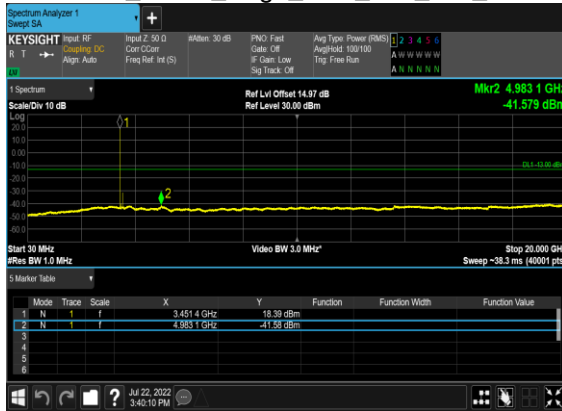 Spectrum Analyzer 1
Swept SA
+
KEYSIGHT Input: RF Input Z: 50 Ω #Atten: 30 dB PNO: Fast Avg Type: Power (RMS) 1 2 3 4 5 6
R T Coupling: DC Corr CCorr Gate: Off Avg|Hold: 100/100 A W W W W W
Align: Auto Freq Ref: Int (S) IF Gain: Low Trig: Free Run
Sig Track: Off A N N N N N
1 Spectrum Ref Lvl Offset 14.97 dB Mkr2 4.983 1 GHz
Scale/Div 10 dB Ref Level 30.00 dBm -41.579 dBm
Log
20.0
10.0
0.00
-10.0
-20.0
-30.0
-40.0
-50.0
-60.0
1
2
DL1 -13.00 dBm
Start 30 MHz Video BW 3.0 MHz* Stop 20.000 GH
#Res BW 1.0 MHz Sweep ~38.3 ms (40001 pts
5 Marker Table
Mode Trace Scale X Y Function Function Width Function Value
1 N 1 f 3.451 4 GHz 18.39 dBm
2 N 1 f 4.983 1 GHz -41.58 dBm
3
4
5
6
? Jul 22, 2022
3:40:10 PM